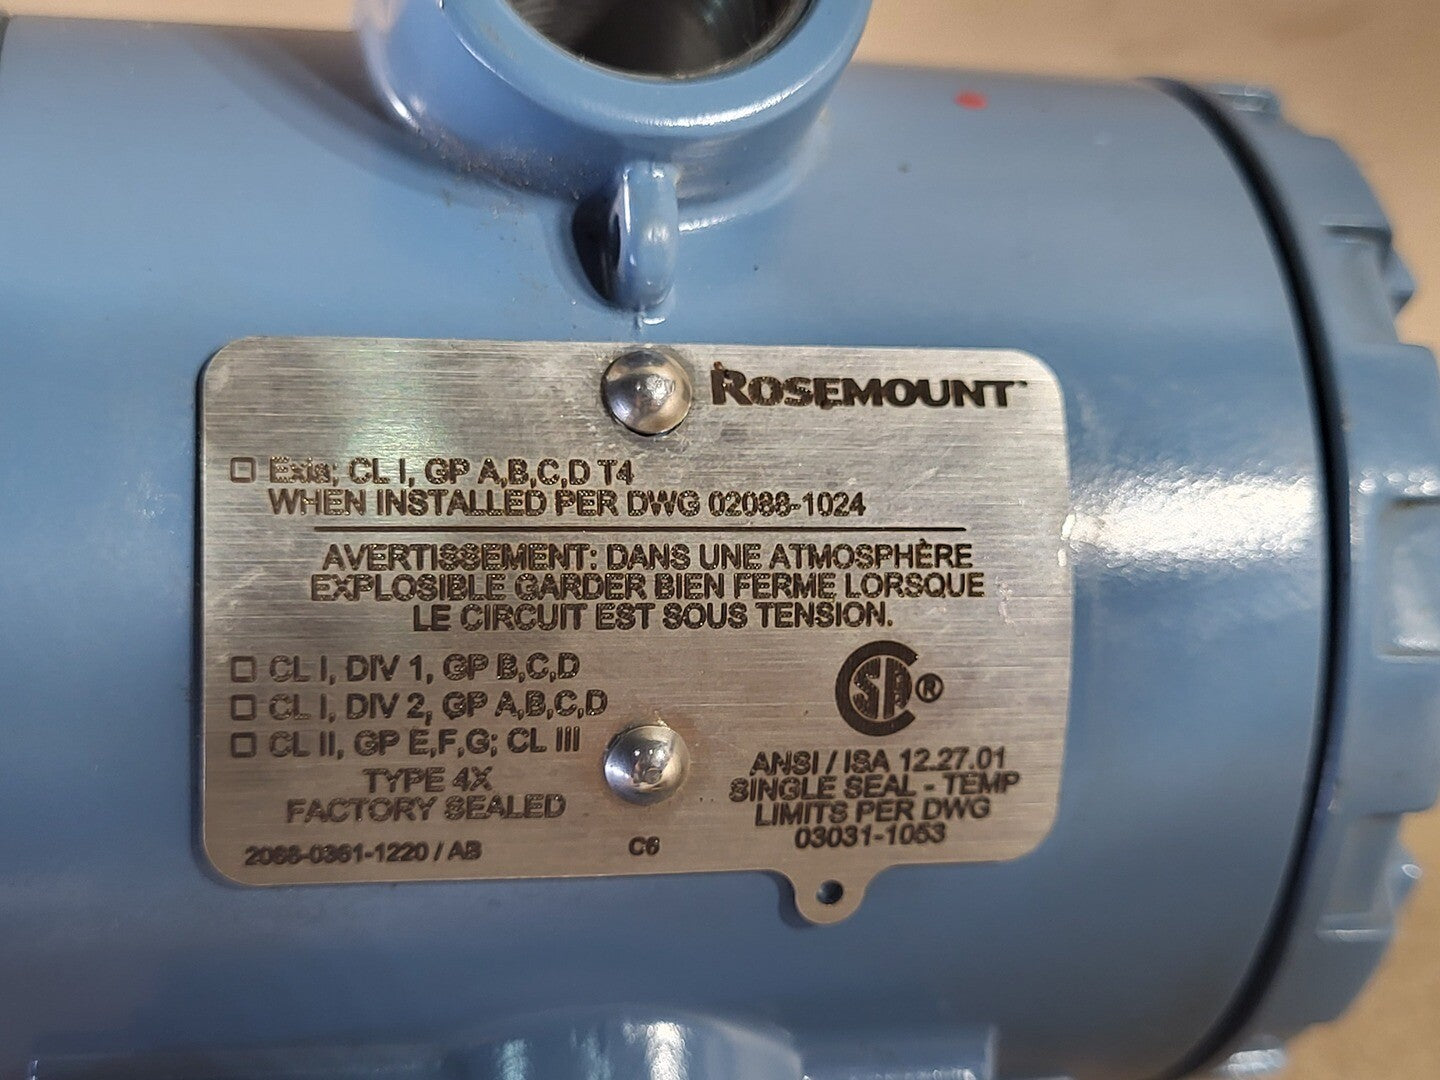 ROSEMOUNT™
Exia; CL I, GP A,B,C,D T4
WHEN INSTALLED PER DWG 02088-1024
AVERTISSEMENT: DANS UNE ATMOSPHÈRE
EXPLOSIBLE GARDER BIEN FERME LORSQUE
LE CIRCUIT EST SOUS TENSION.
CL I, DIV 1, GP B,C,D
CL I, DIV 2, GP A,B,C,D
CL II, GP E,F,G; CL III
TYPE 4X
FACTORY SEALED
2088-0361-1220 / AB
C6
CSA®
ANSI / ISA 12.27.01
SINGLE SEAL - TEMP
LIMITS PER DWG
03031-1053